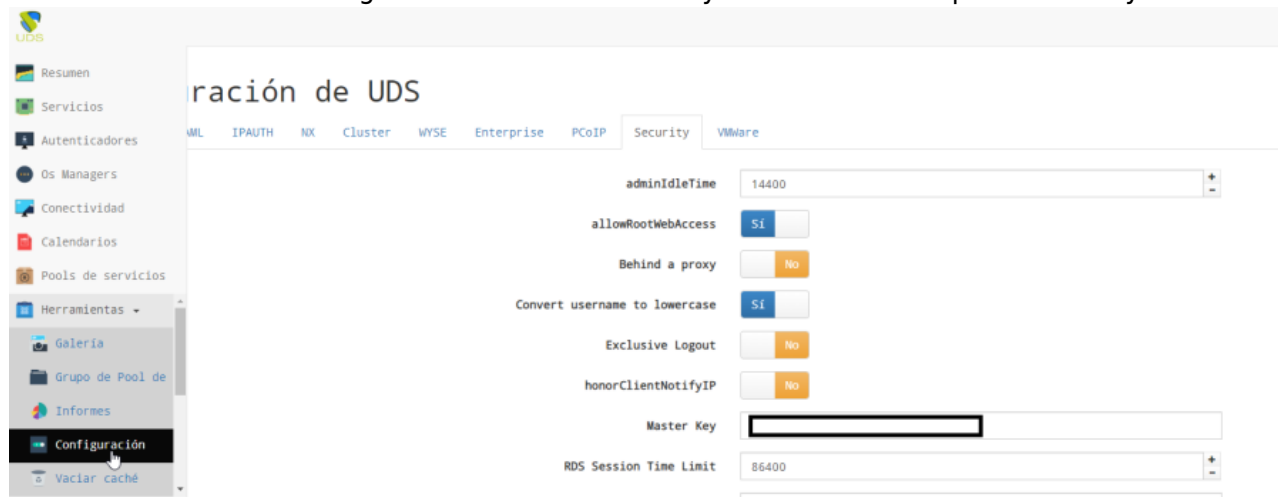 UDS
Resumen
Servicios
Autenticadores
Os Managers
Conectividad
Calendarios
Pools de servicios
Herramientas
Galería
Grupo de Pool de
Informes
Configuración
Vaciar caché
ración de UDS
AML IPAUTH NX Cluster WYSE Enterprise PCoIP Security VMWare
adminIdleTime 14400
allowRootWebAccess Sí
Behind a proxy No
Convert username to lowercase Sí
Exclusive Logout No
honorClientNotifyIP No
Master Key
RDS Session Time Limit 86400